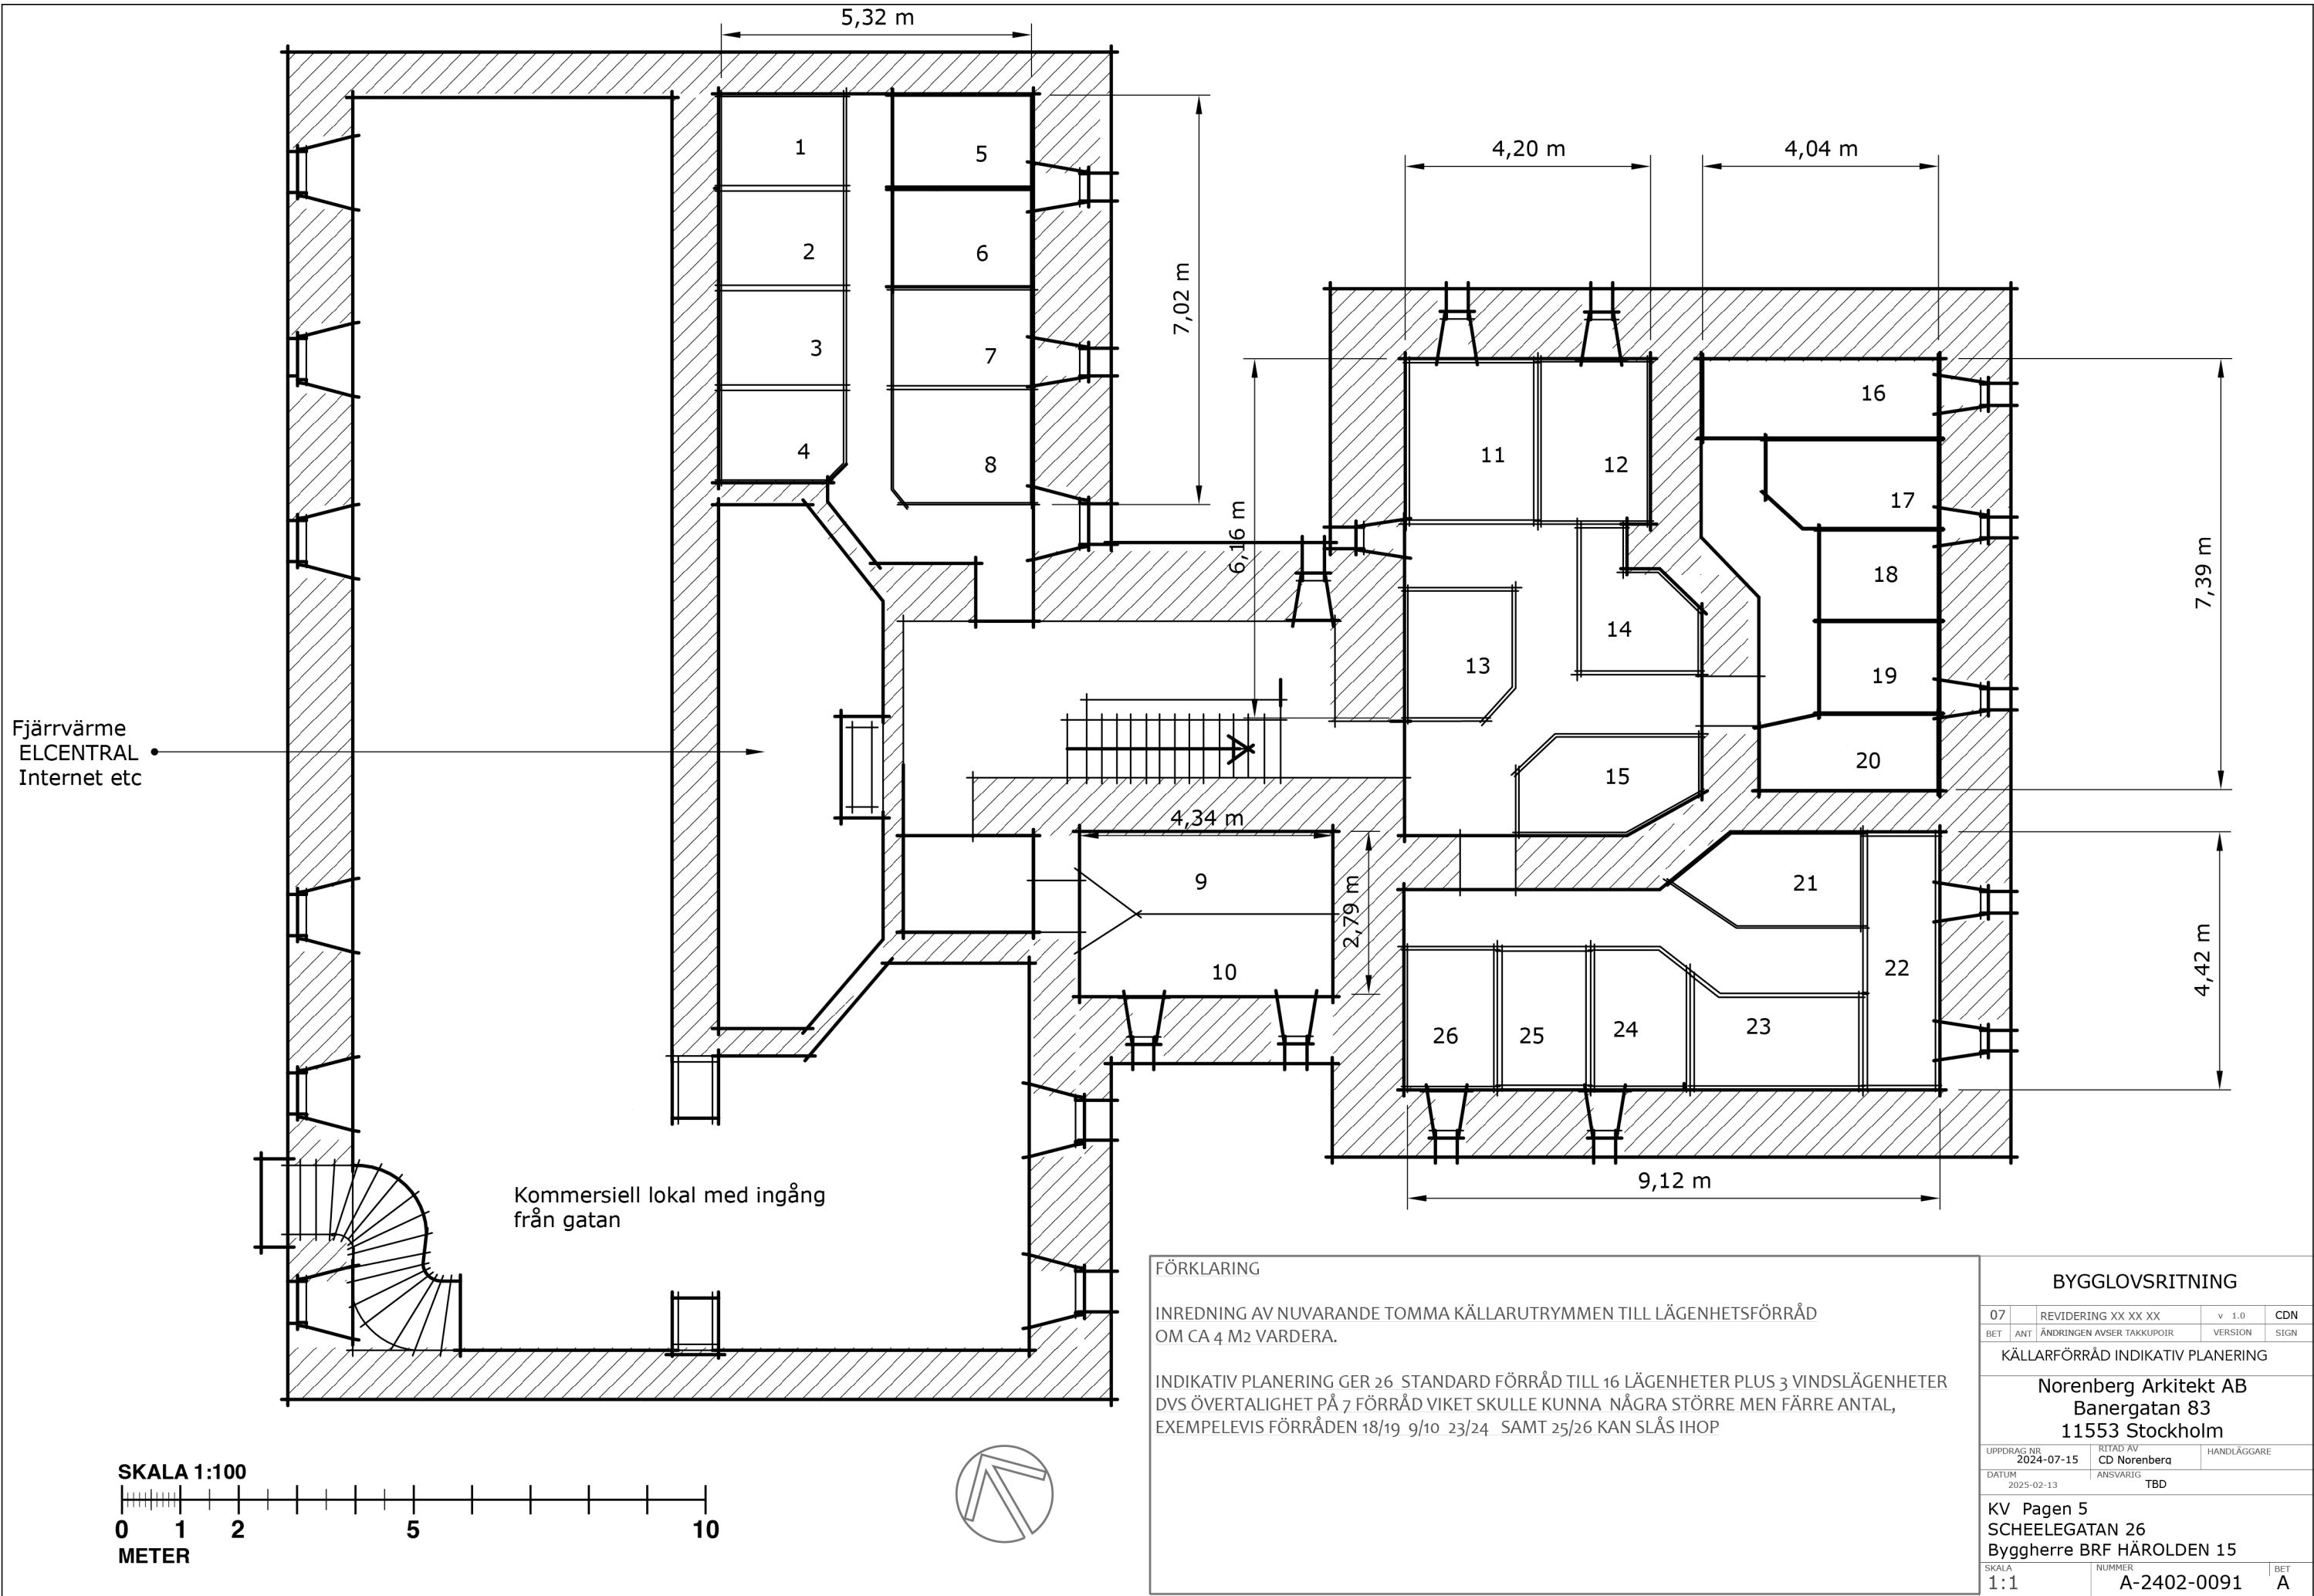 5,32 m
1
5
2
6
3
7
4
8
7,02 m
4,20 m
4,04 m
6,16 m
7,39 m
11
12
16
17
18
13
14
19
15
20
Fjärrvärme
ELCENTRAL
Internet etc
4,34 m
9
10
2,79 m
21
22
26
25
24
23
4,42 m
9,12 m
Kommersiell lokal med ingång
från gatan
FÖRKLARING
INREDNING AV NUVARANDE TOMMA KÄLLARUTRYMMEN TILL LÄGENHETSFÖRRÅD
OM CA 4 M2 VARDERA.
INDIKATIV PLANERING GER 26 STANDARD FÖRRÅD TILL 16 LÄGENHETER PLUS 3 VINDSLÄGENHETER
DVS ÖVERTALIGHET PÅ 7 FÖRRÅD VIKET SKULLE KUNNA NÅGRA STÖRRE MEN FÄRRE ANTAL,
EXEMPELEVIS FÖRRÅDEN 18/19 9/10 23/24 SAMT 25/26 KAN SLÅS IHOP
SKALA 1:100
0 1 2 5 10
METER
BYGGLOVSRITNING
07 REVIDERING XX XX XX v 1.0 CDN
BET ANT ÄNDRINGEN AVSER TAKKUPOIR VERSION SIGN
KÄLLARFÖRRÅD INDIKATIV PLANERING
Norenberg Arkitekt AB
Banergatan 83
11553 Stockholm
UPPDRAG NR RITAD AV HANDLÄGGARE
2024-07-15 CD Norenberg
DATUM ANSVARIG
2025-02-13 TBD
KV Pagen 5
SCHEELEGATAN 26
Byggherre BRF HÄROLDEN 15
SKALA NUMMER BET
1:1 A-2402-0091 A